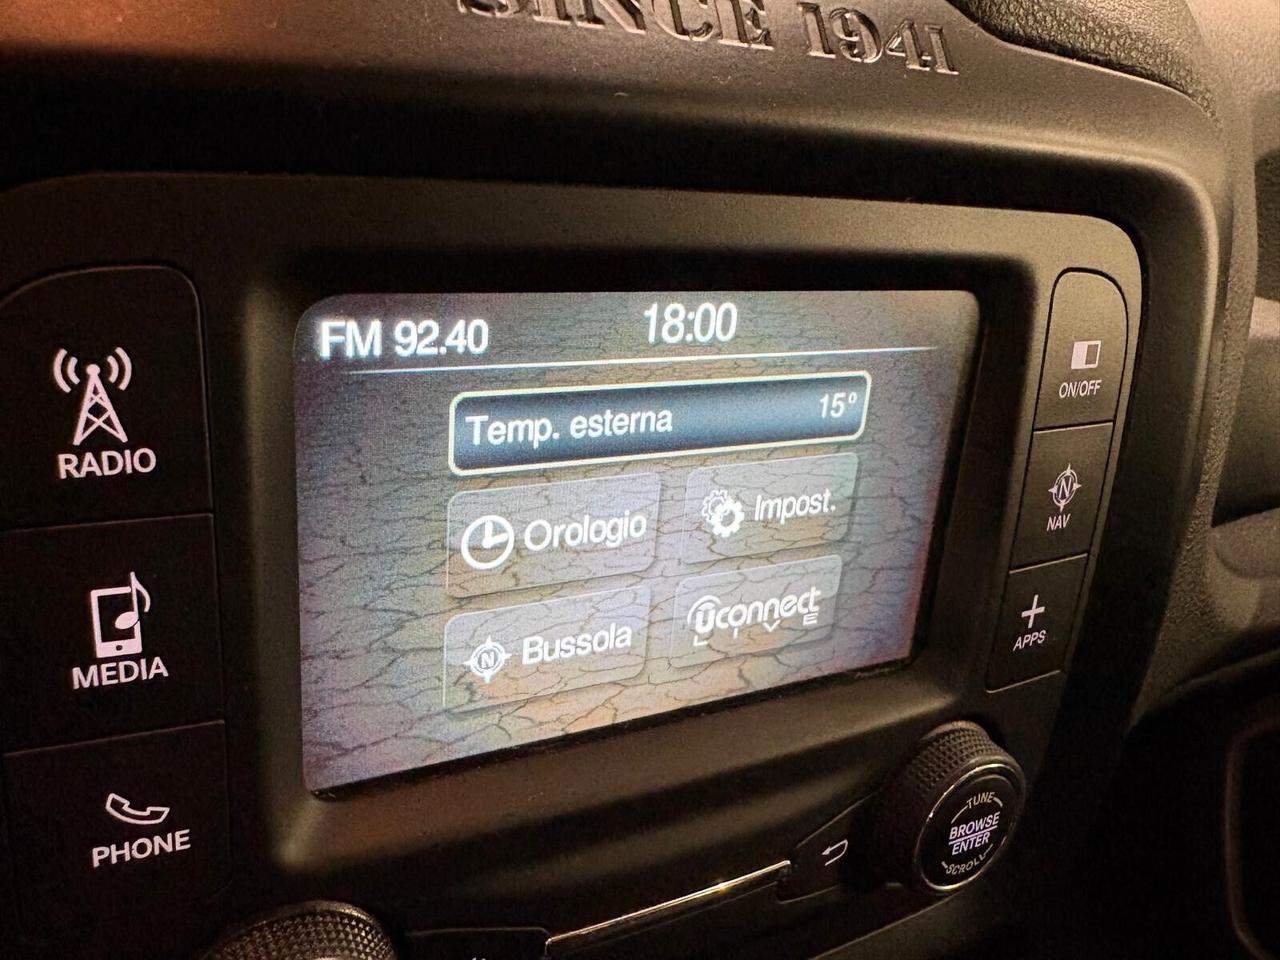 SINCE 1941
FM 92.40
18:00
Temp. esterna 15°
Orologio
Impost.
Bussola
uconnect
LIVE
RADIO
MEDIA
PHONE
ON/OFF
N
NAV
APPS
TUNE
BROWSE
ENTER
SCROLL